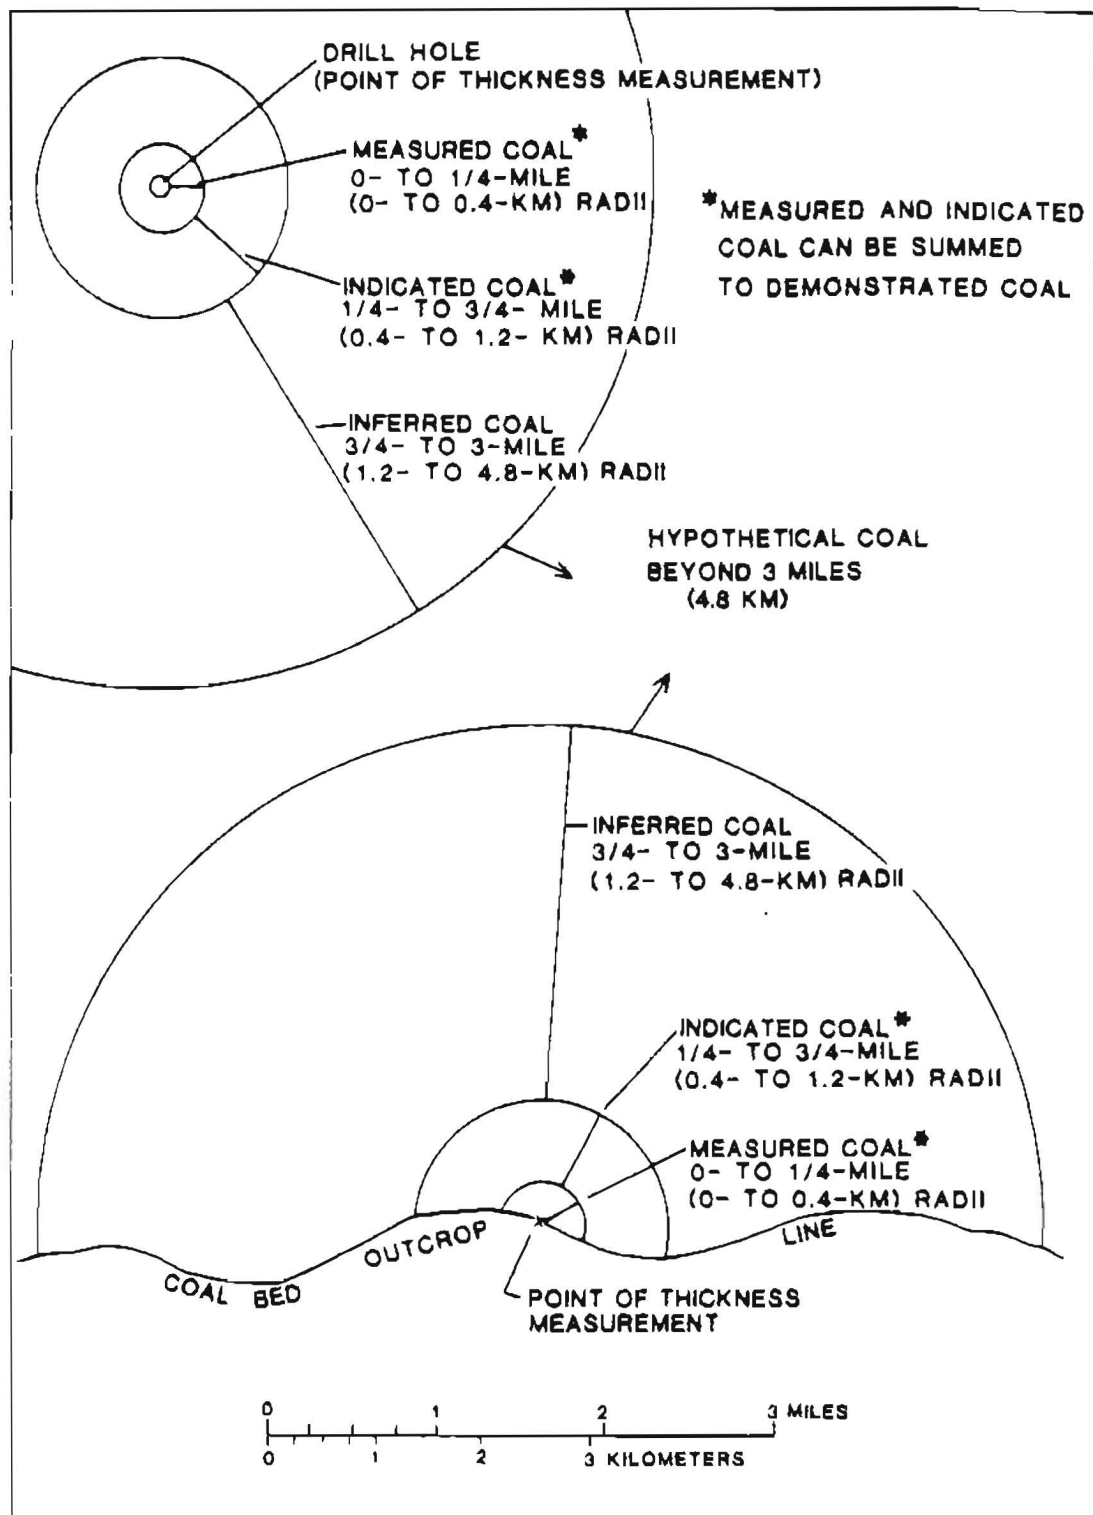 DRILL HOLE
(POINT OF THICKNESS MEASUREMENT)
MEASURED COAL*
0- TO 1/4-MILE
(0- TO 0.4-KM) RADII
*MEASURED AND INDICATED
COAL CAN BE SUMMED
TO DEMONSTRATED COAL
INDICATED COAL*
1/4- TO 3/4- MILE
(0.4- TO 1.2- KM) RADII
INFERRED COAL
3/4- TO 3-MILE
(1.2- TO 4.8-KM) RADII
HYPOTHETICAL COAL
BEYOND 3 MILES
(4.8 KM)
INFERRED COAL
3/4- TO 3-MILE
(1.2- TO 4.8-KM) RADII
INDICATED COAL*
1/4- TO 3/4-MILE
(0.4- TO 1.2-KM) RADII
MEASURED COAL*
0- TO 1/4-MILE
(0- TO 0.4-KM) RADII
COAL BED OUTCROP LINE
POINT OF THICKNESS
MEASUREMENT
0 1 2 3 MILES
0 1 2 3 KILOMETERS